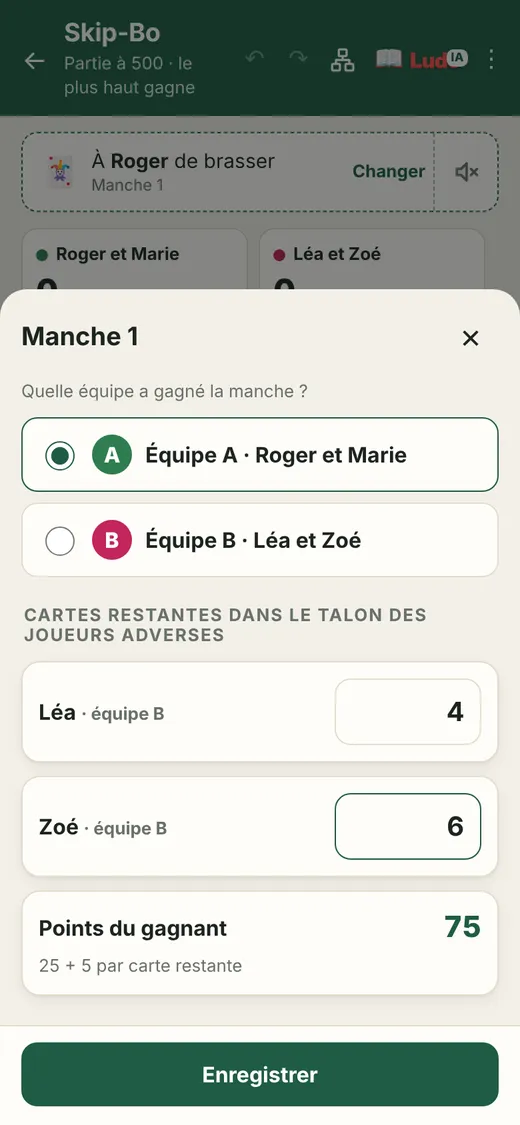 Skip-Bo
Partie à 500 · le
plus haut gagne
IA
À Roger de brasser
Manche 1
Changer
Roger et Marie
Léa et Zoé
Manche 1
Quelle équipe a gagné la manche ?
A
Équipe A · Roger et Marie
B
Équipe B · Léa et Zoé
CARTES RESTANTES DANS LE TALON DES
JOUEURS ADVERSES
Léa · équipe B
4
Zoé · équipe B
6
Points du gagnant
75
25 + 5 par carte restante
Enregistrer